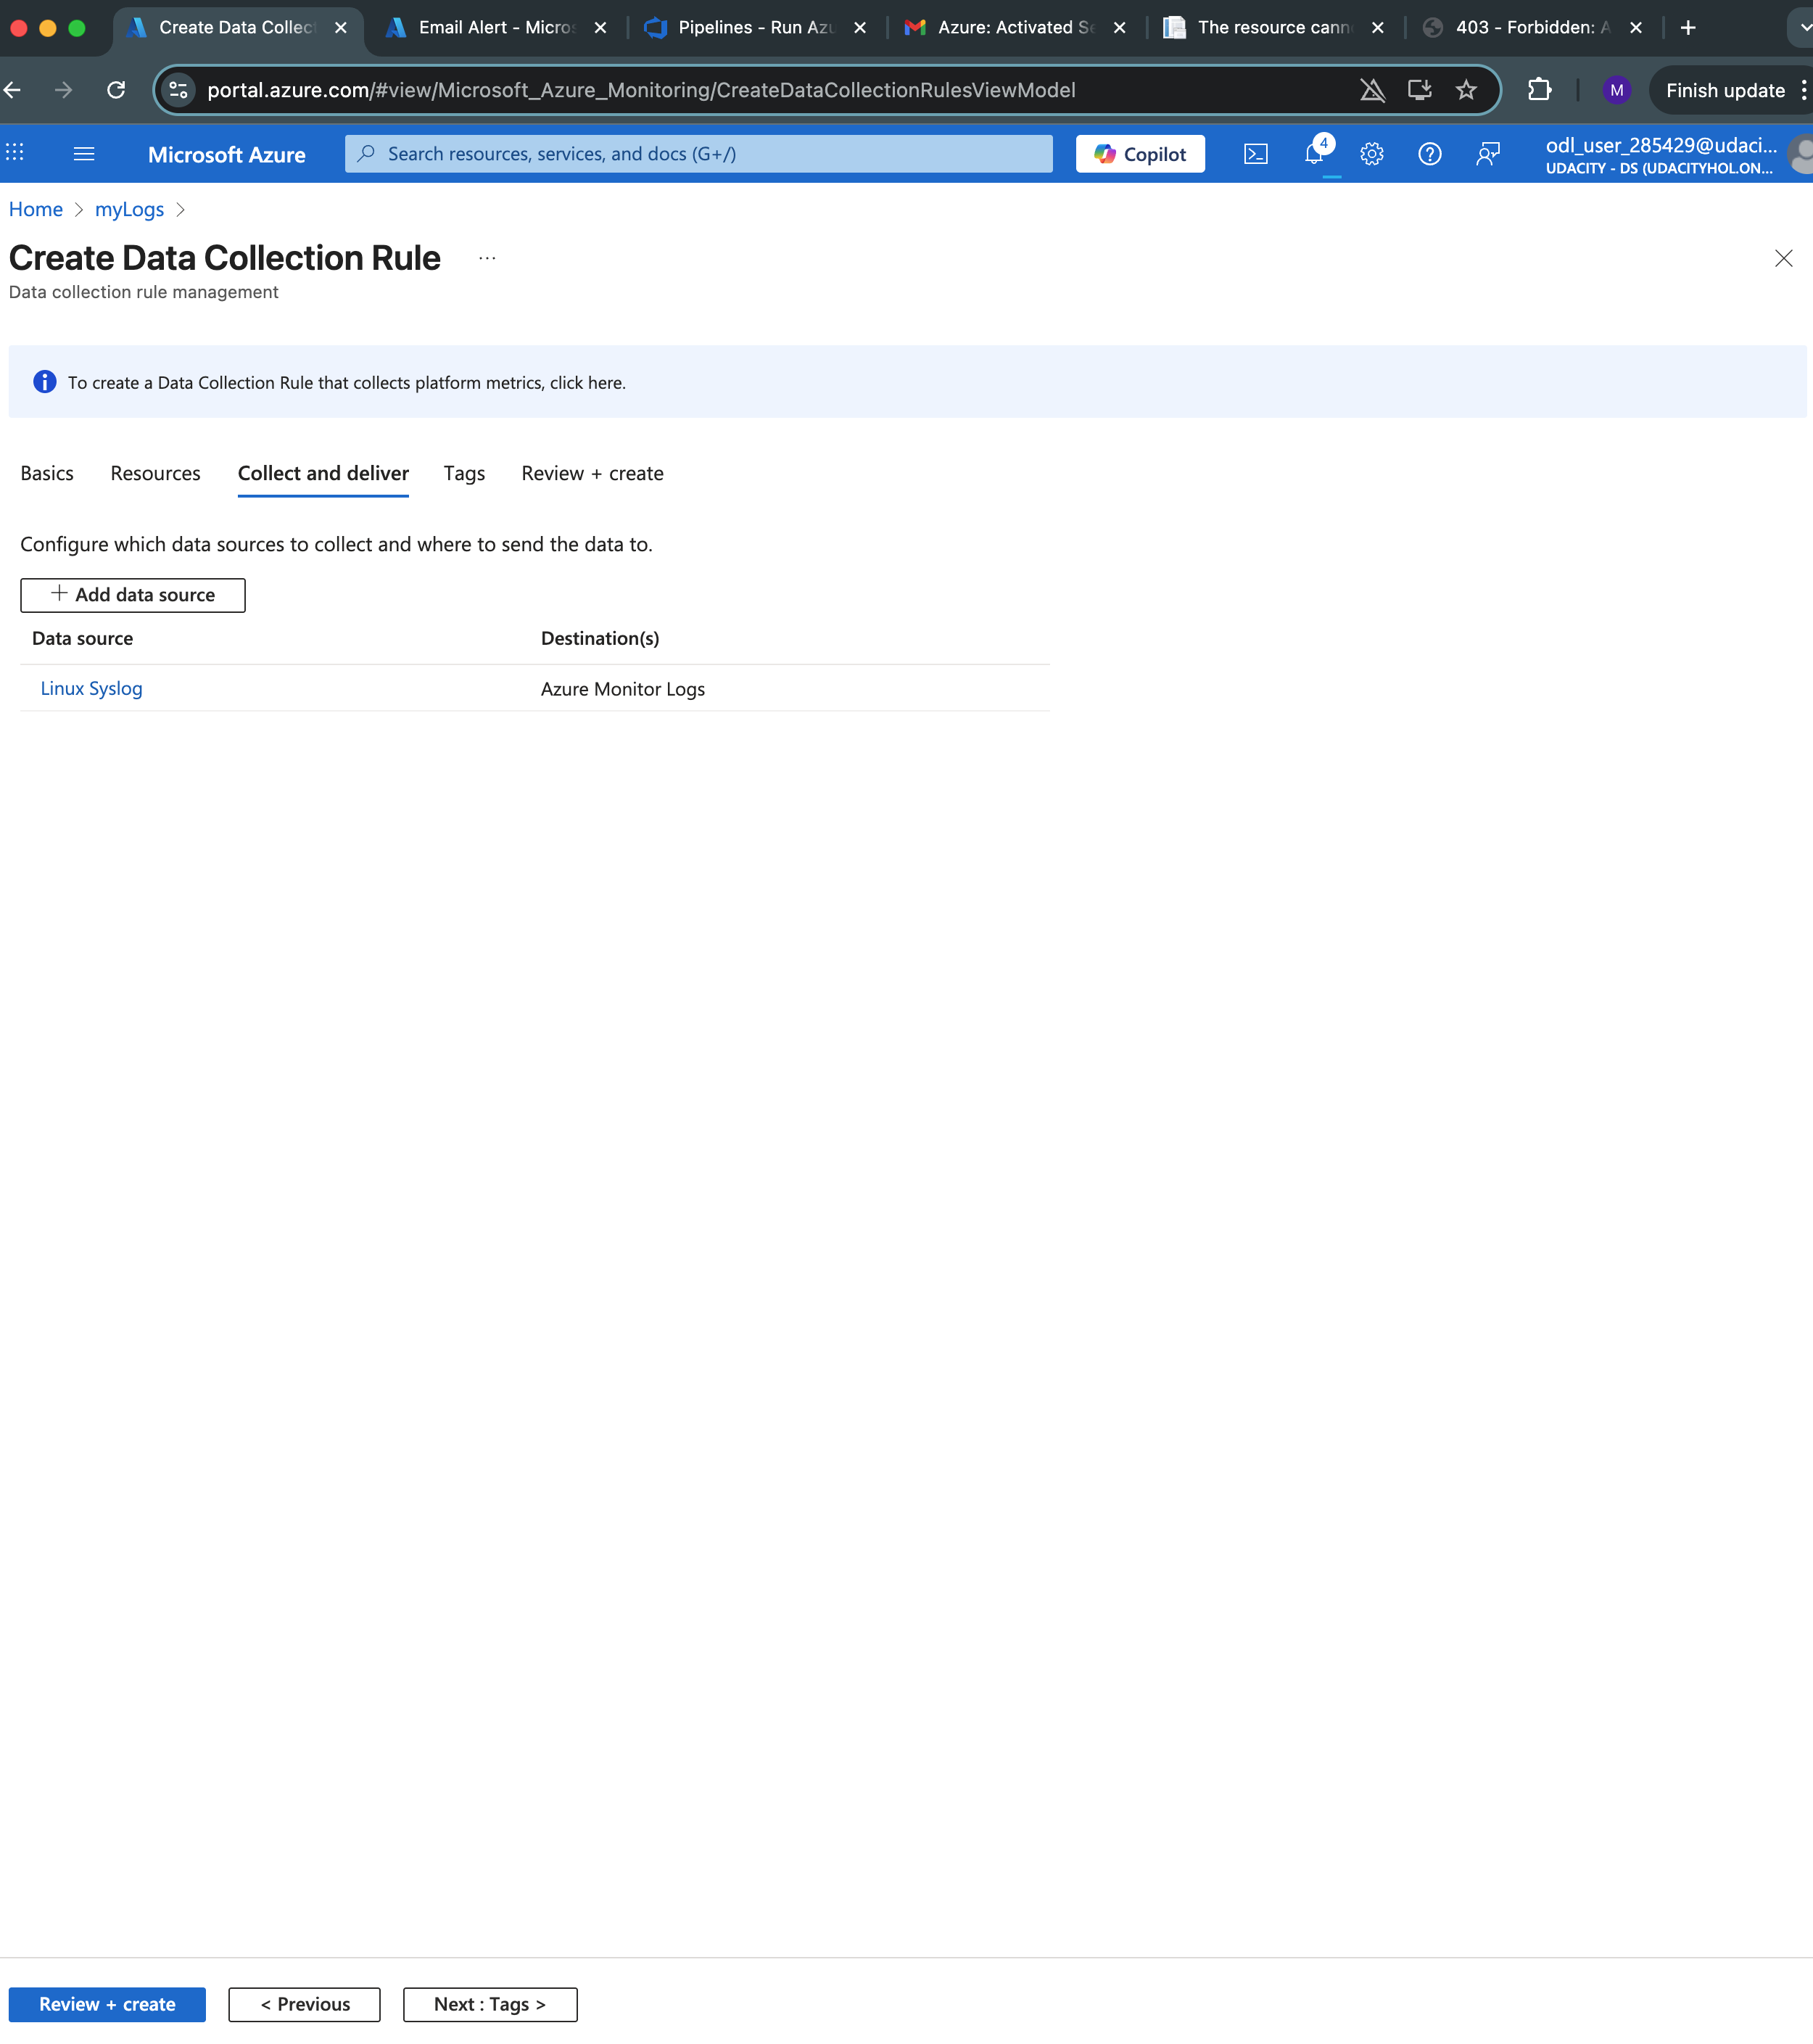 Create Data Collect
Email Alert - Micros
Pipelines - Run Azu
Azure: Activated Se
The resource cann
403 - Forbidden: A
portal.azure.com/#view/Microsoft_Azure_Monitoring/CreateDataCollectionRulesViewModel
M
Finish update
Microsoft Azure
Search resources, services, and docs (G+/)
Copilot
4
odl_user_285429@udaci...
UDACITY - DS (UDACITYHOL.ON...
Home > myLogs >
Create Data Collection Rule ...
Data collection rule management
To create a Data Collection Rule that collects platform metrics, click here.
Basics Resources Collect and deliver Tags Review + create
Configure which data sources to collect and where to send the data to.
+ Add data source
Data source Destination(s)
Linux Syslog Azure Monitor Logs
Review + create < Previous Next : Tags >